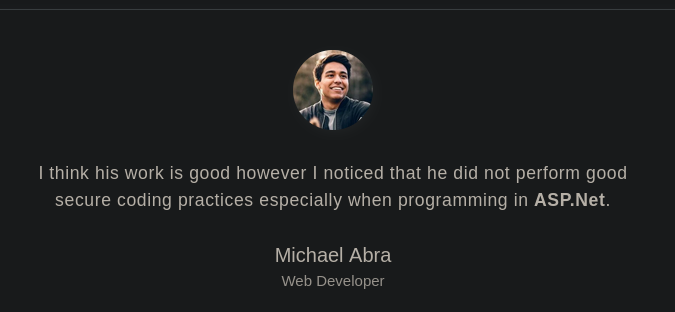 I think his work is good however I noticed that he did not perform good
secure coding practices especially when programming in ASP.Net.
Michael Abra
Web Developer